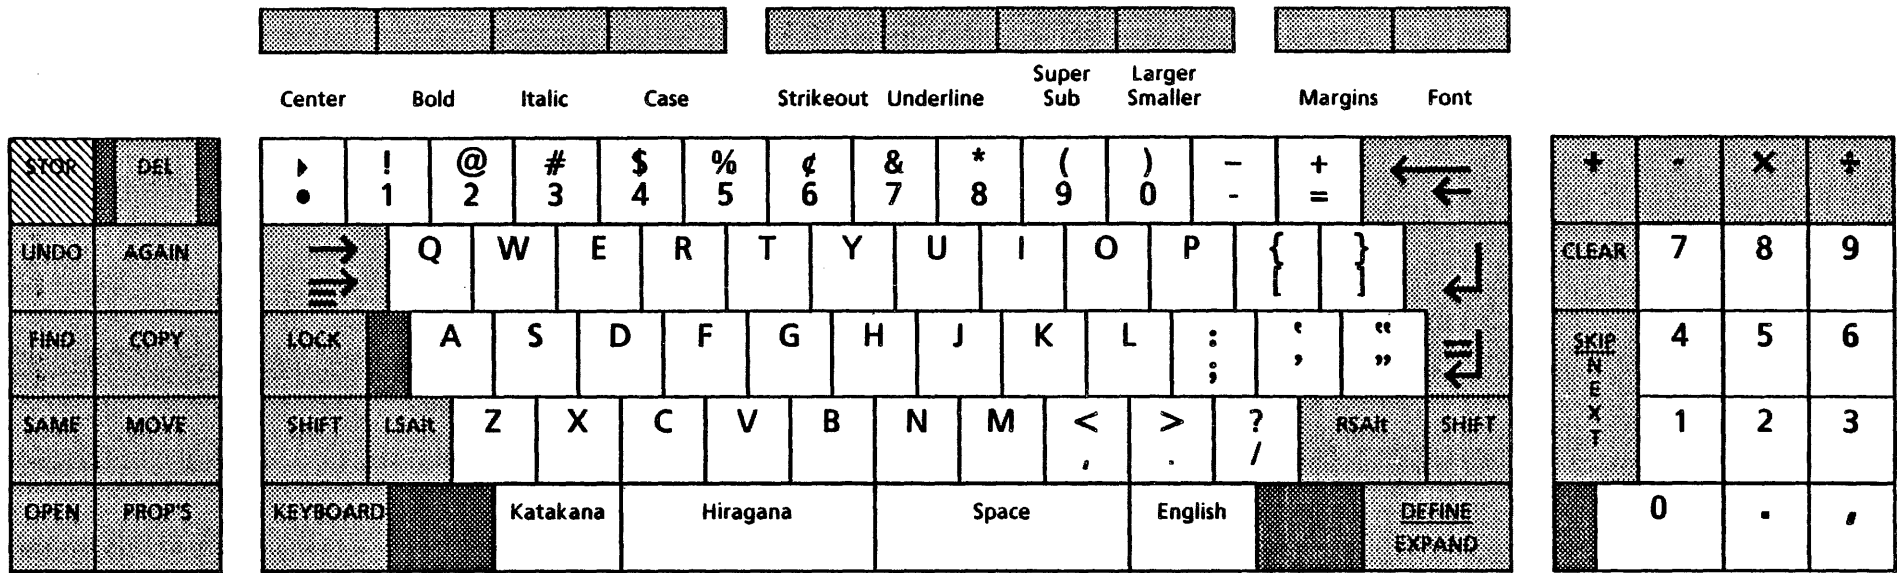 Super Larger
Center Bold Italic Case Strikeout Underline Sub Smaller Margins Font
STOP DEL
! @ # $ % ¢ & * ( ) — +
1 2 3 4 5 6 7 8 9 0 - =
+ - × ÷
UNDO AGAIN
Q W E R T Y U I O P { }
[ ]
CLEAR 7 8 9
FIND COPY
LOCK A S D F G H J K L : ‘ “
; ’ ”
SKIP
NEXT
4 5 6
SAME MOVE
SHIFT LSAlt Z X C V B N M < > ? RSAlt SHIFT
, . /
1 2 3
OPEN PROP'S
KEYBOARD Katakana Hiragana Space English DEFINE
EXPAND
0 . ,